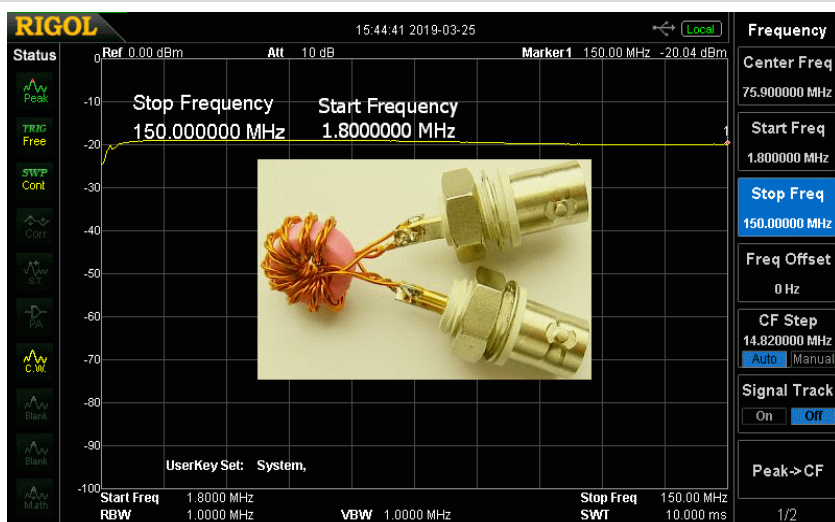 RIGOL
15:44:41 2019-03-25
Local
Status
Ref 0.00 dBm Att 10 dB Marker1 150.00 MHz -20.04 dBm
Peak
TRIG
Free
SWP
Cont
Corr
S.T.
PA
C.W.
Blank
Blank
Math
0
-10
-20
-30
-40
-50
-60
-70
-80
-90
-100
Stop Frequency Start Frequency
150.000000 MHz 1.8000000 MHz
1
UserKey Set: System,
Start Freq 1.8000 MHz Stop Freq 150.00 MHz
RBW 1.0000 MHz VBW 1.0000 MHz SWT 10.000 ms
Frequency
Center Freq
75.900000 MHz
Start Freq
1.800000 MHz
Stop Freq
150.00000 MHz
Freq Offset
0 Hz
CF Step
14.820000 MHz
Auto Manual
Signal Track
On Off
Peak->CF
1/2